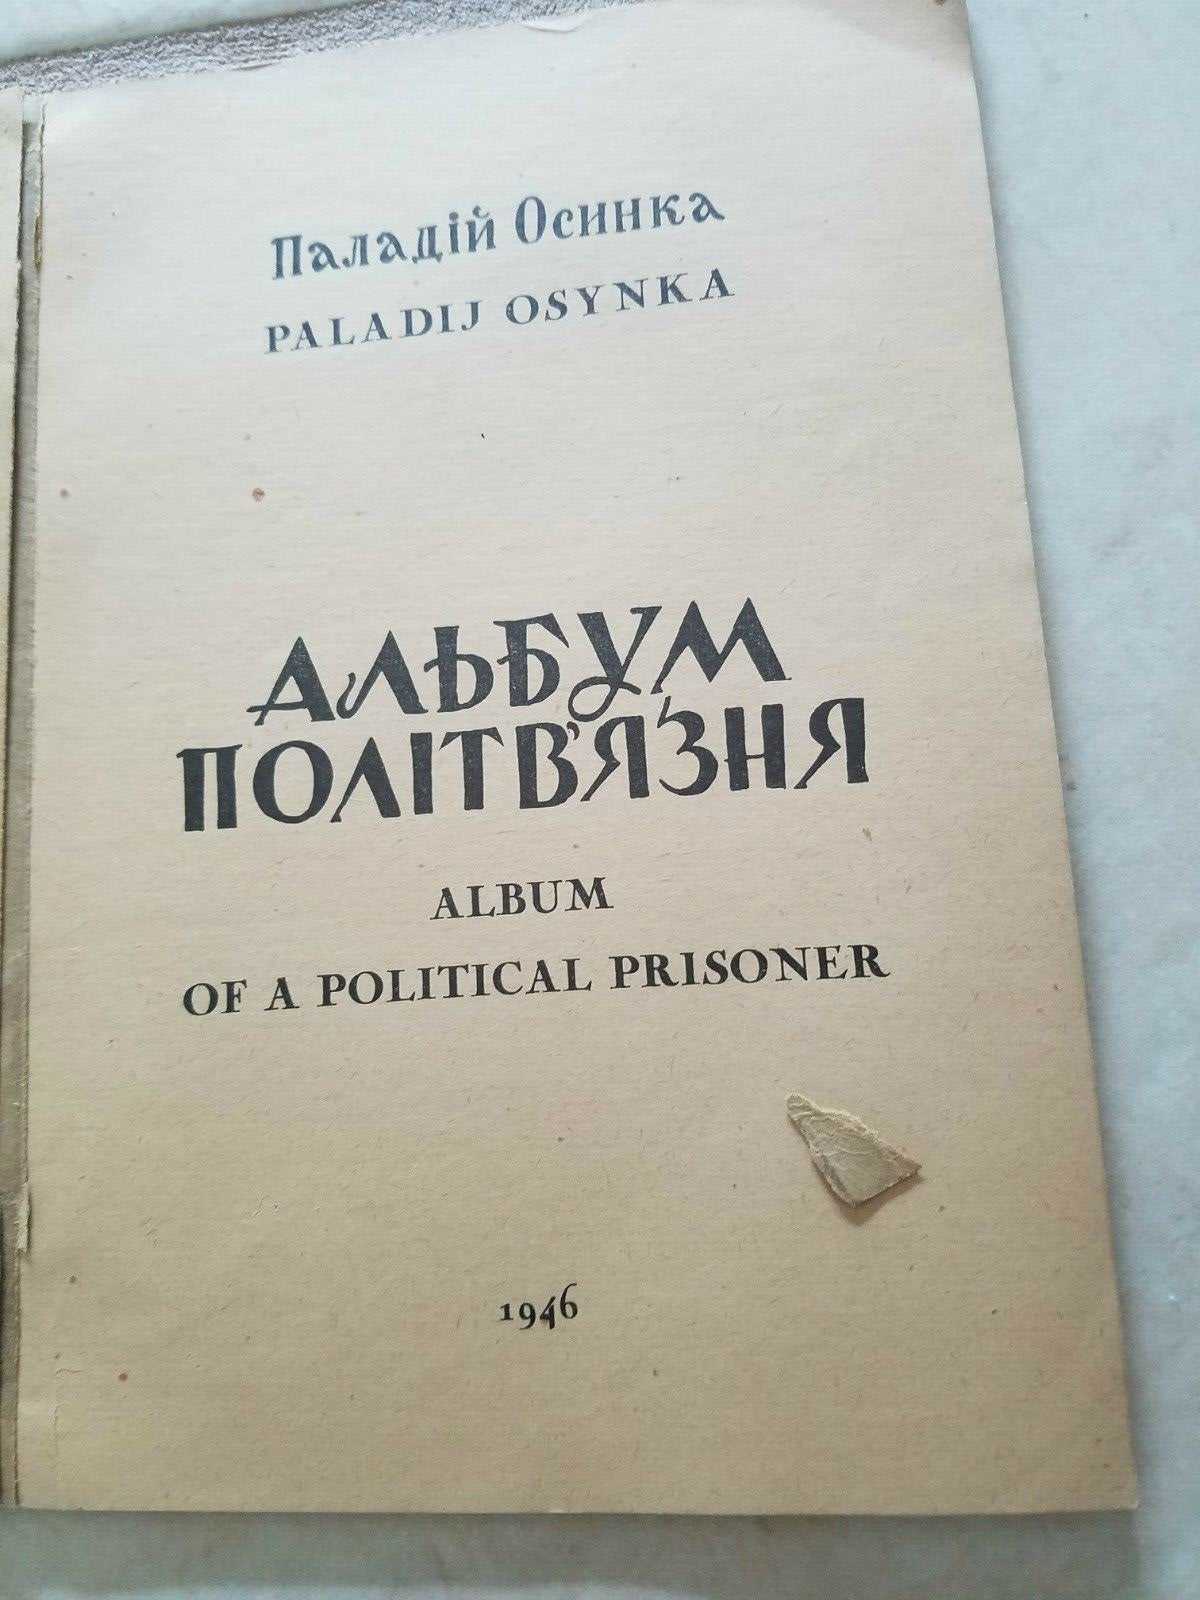 Паладій Осинка
PALADIJ OSYNKA
АЛЬБУМ
ПОЛІТВ'ЯЗНЯ
ALBUM
OF A POLITICAL PRISONER
1946